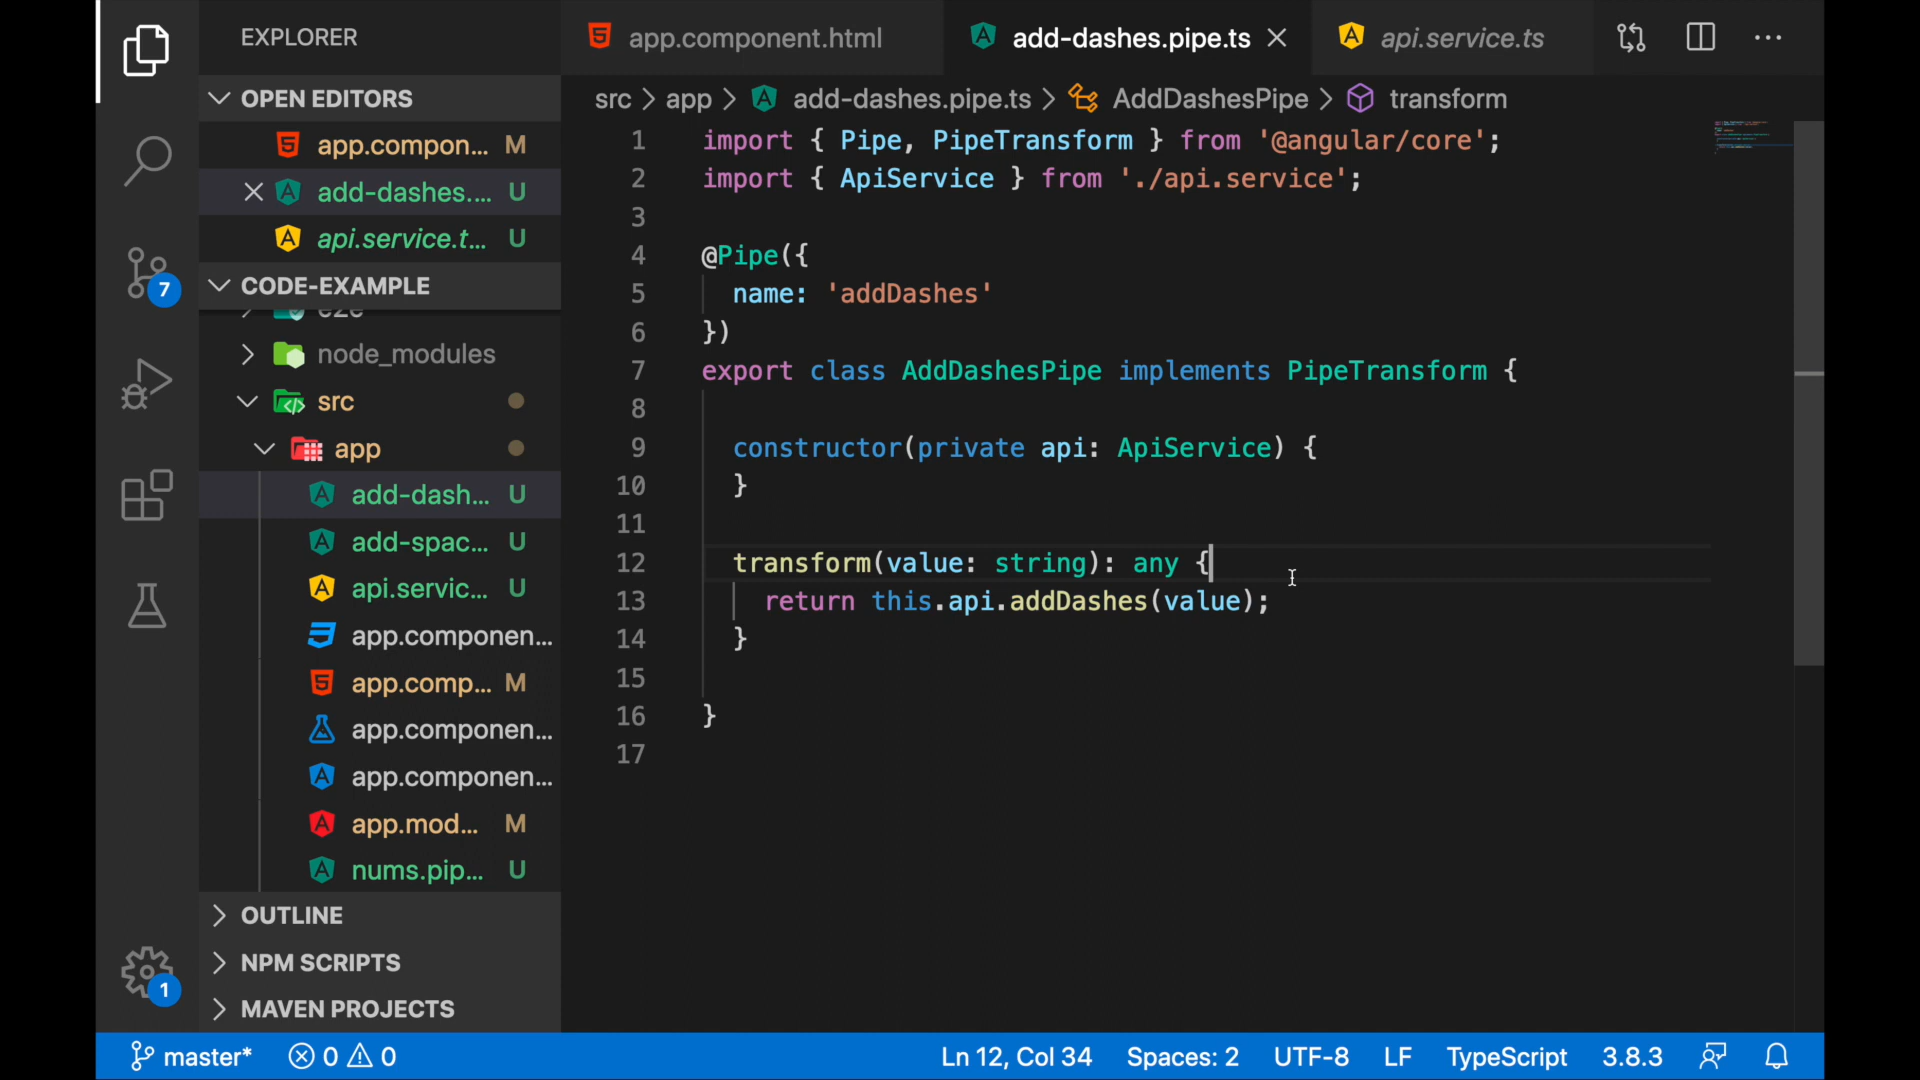 EXPLORER
OPEN EDITORS
app.compon... M
add-dashes.... U
api.service.t... U
CODE-EXAMPLE
e2e
node_modules
src
app
add-dash... U
add-spac... U
api.servic... U
app.componen...
app.comp... M
app.componen...
app.componen...
app.mod... M
nums.pip... U
OUTLINE
NPM SCRIPTS
MAVEN PROJECTS
7
1
app.component.html
add-dashes.pipe.ts
api.service.ts
src > app > add-dashes.pipe.ts > AddDashesPipe > transform
1 import { Pipe, PipeTransform } from '@angular/core';
2 import { ApiService } from './api.service';
3
4 @Pipe({
5 name: 'addDashes'
6 })
7 export class AddDashesPipe implements PipeTransform {
8
9 constructor(private api: ApiService) {
10 }
11
12 transform(value: string): any {
13 return this.api.addDashes(value);
14 }
15
16 }
17
master* 0 0 Ln 12, Col 34 Spaces: 2 UTF-8 LF TypeScript 3.8.3